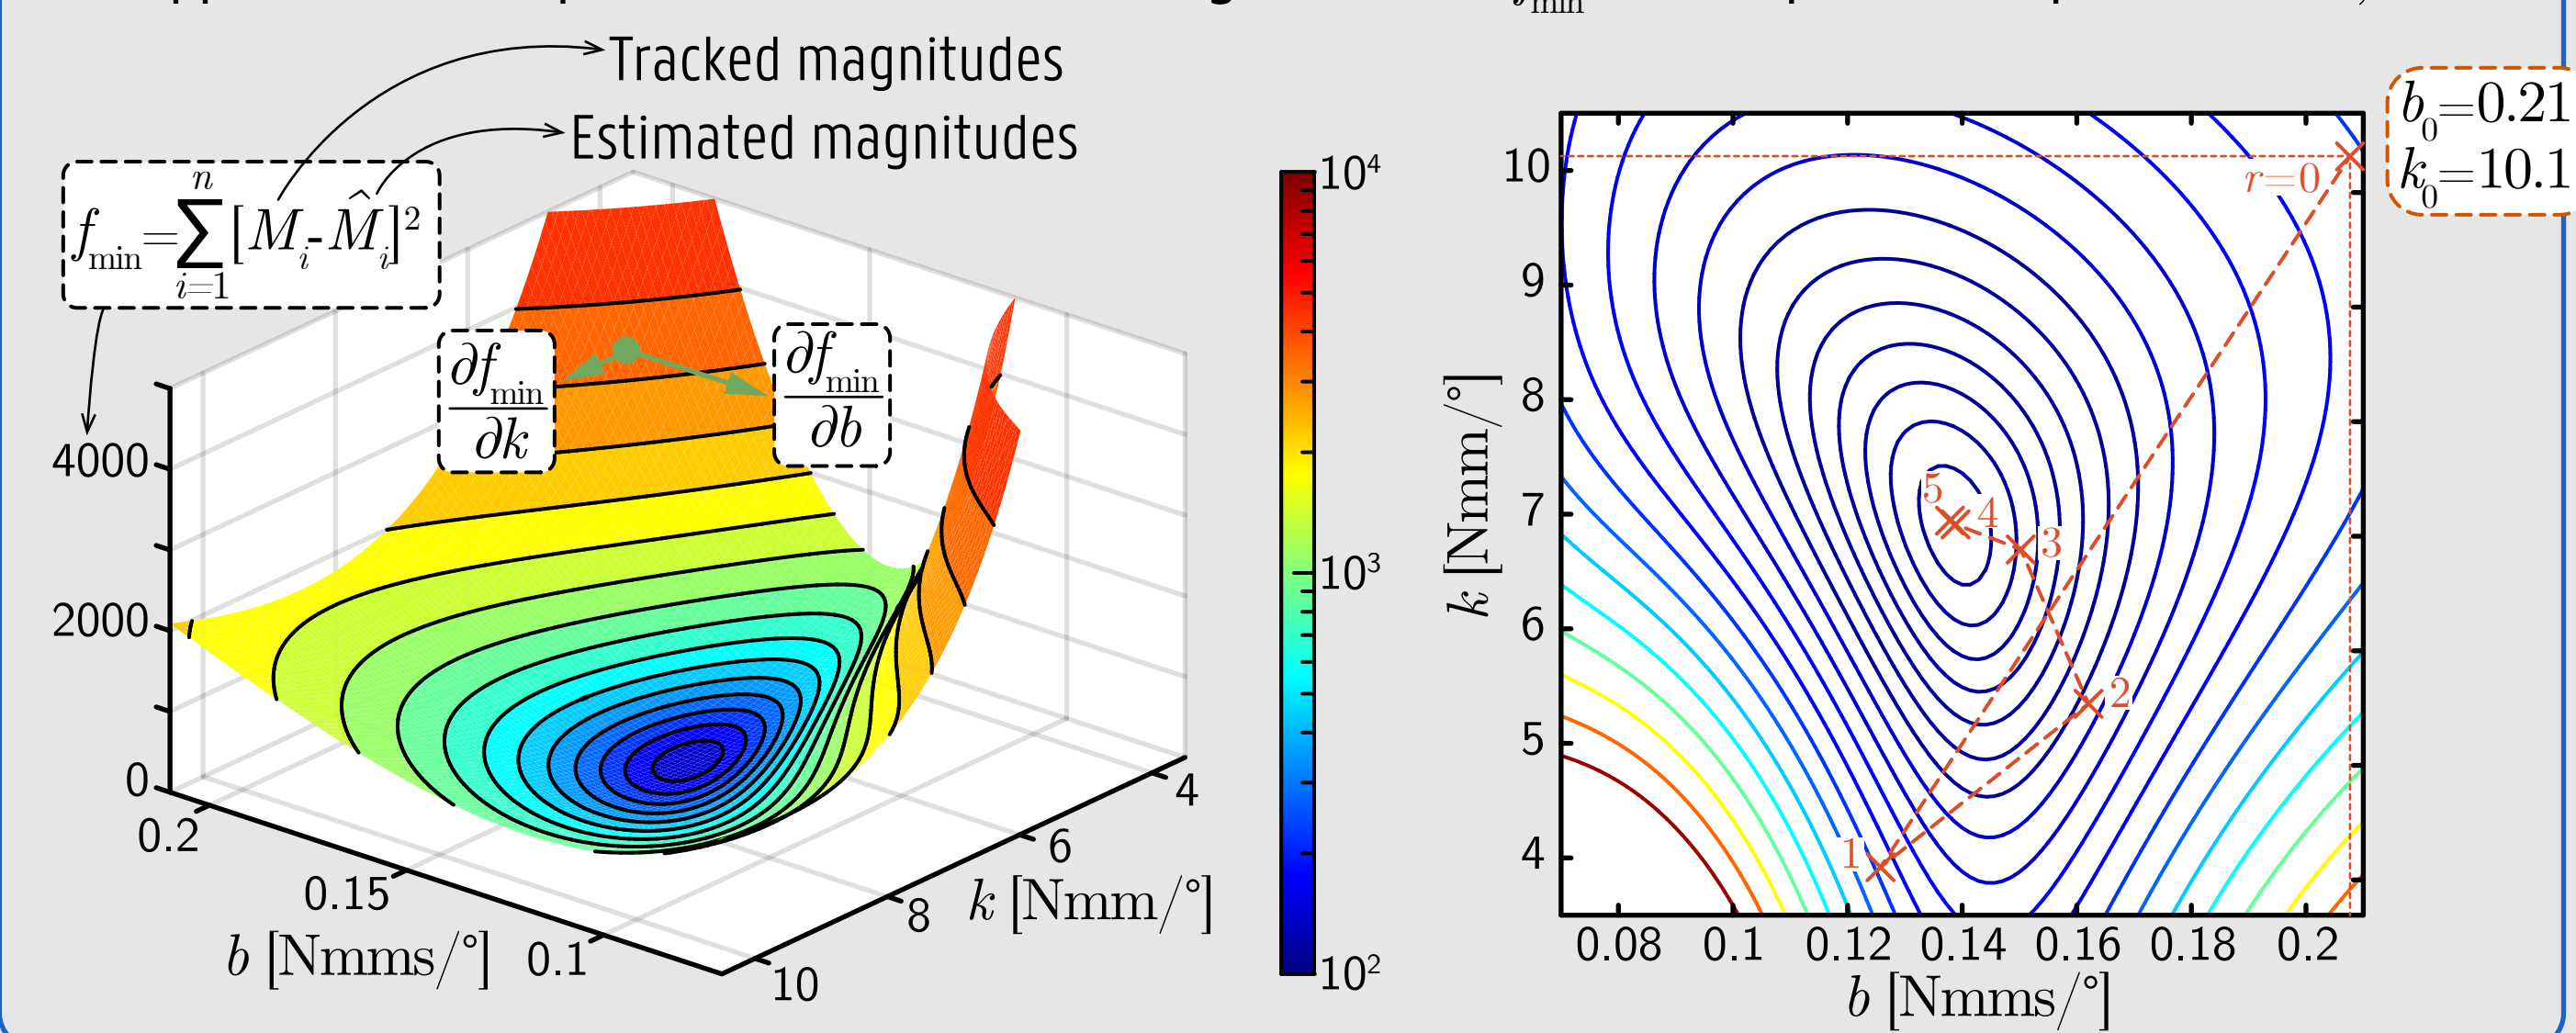 f_min
Tracked magnitudes
Estimated magnitudes
f_min=∑_{i=1}^{n}[M_i-M̂_i]²
∂f_min/∂k
∂f_min/∂b
4000
2000
0
0.2
0.15
0.1
b [Nmms/°]
4
6
8
10
k [Nmm/°]
10⁴
10³
10²
b₀=0.21
k₀=10.1
r=0
1
2
3
4
5
10
9
8
7
6
5
4
k [Nmm/°]
0.08 0.1 0.12 0.14 0.16 0.18 0.2
b [Nmms/°]